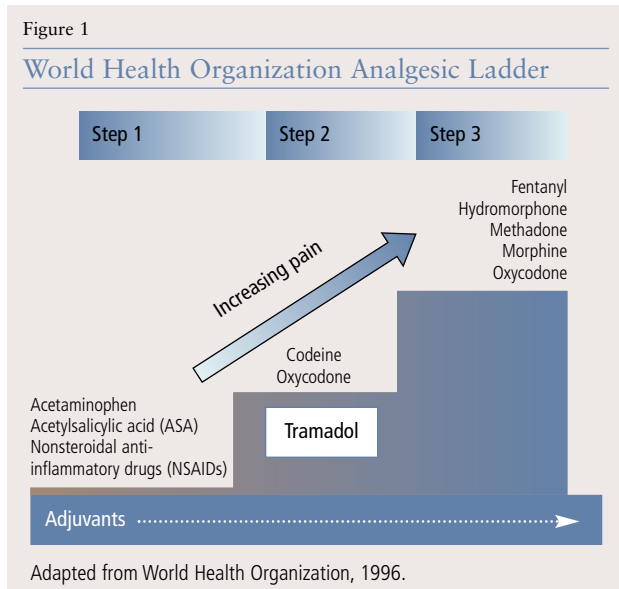 Figure 1
World Health Organization Analgesic Ladder
Step 1
Step 2
Step 3
Fentanyl
Hydromorphone
Methadone
Morphine
Oxycodone
Increasing pain
Codeine
Oxycodone
Acetaminophen
Acetylsalicylic acid (ASA)
Nonsteroidal anti-
inflammatory drugs (NSAIDs)
Tramadol
Adjuvants
Adapted from World Health Organization, 1996.